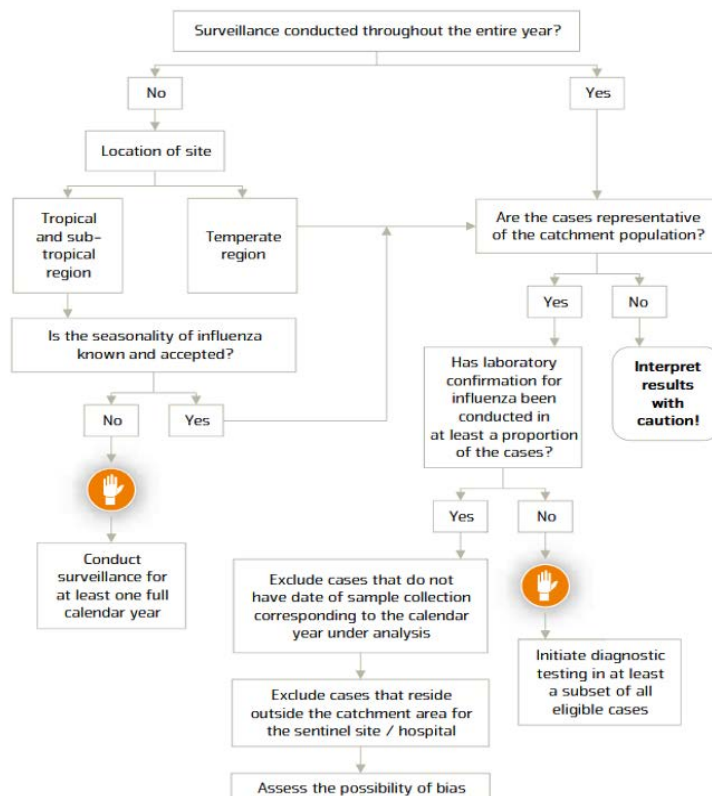 Surveillance conducted throughout the entire year?
No
Yes
Location of site
Tropical
and sub-
tropical
region
Temperate
region
Are the cases representative
of the catchment population?
Is the seasonality of influenza
known and accepted?
Yes
No
No
Yes
Has laboratory
confirmation for
influenza been
conducted in
at least a proportion
of the cases?
Interpret
results
with
caution!
Conduct
surveillance for
at least one full
calendar year
Yes
No
Exclude cases that do not
have date of sample collection
corresponding to the calendar
year under analysis
Initiate diagnostic
testing in at least
a subset of all
eligible cases
Exclude cases that reside
outside the catchment area for
the sentinel site / hospital
Assess the possibility of bias